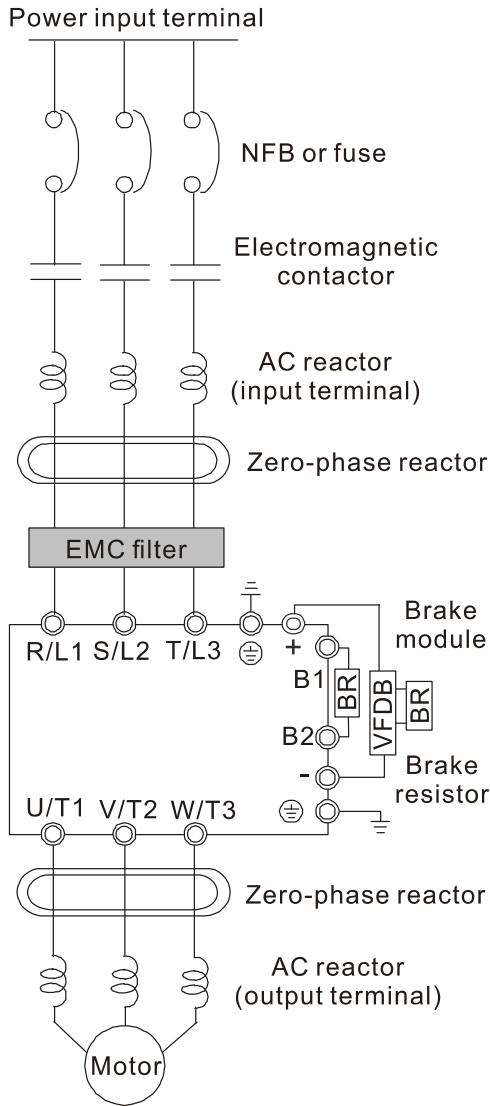 Power input terminal
NFB or fuse
Electromagnetic
contactor
AC reactor
(input terminal)
Zero-phase reactor
EMC filter
R/L1 S/L2 T/L3
+
Brake
module
B1
BR
VFDB
BR
B2
-
Brake
resistor
U/T1 V/T2 W/T3
Zero-phase reactor
AC reactor
(output terminal)
Motor